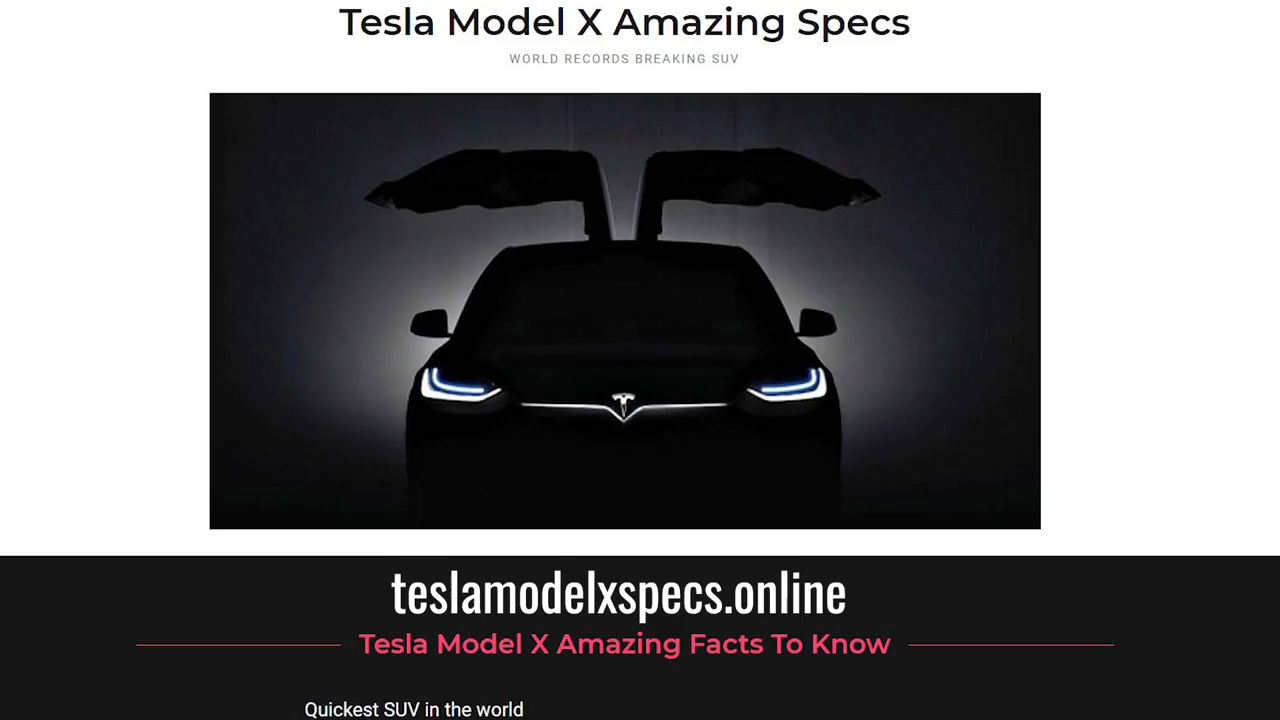 Tesla Model X Amazing Specs
WORLD RECORDS BREAKING SUV
teslamodelxspecs.online
Tesla Model X Amazing Facts To Know
Quickest SUV in the world